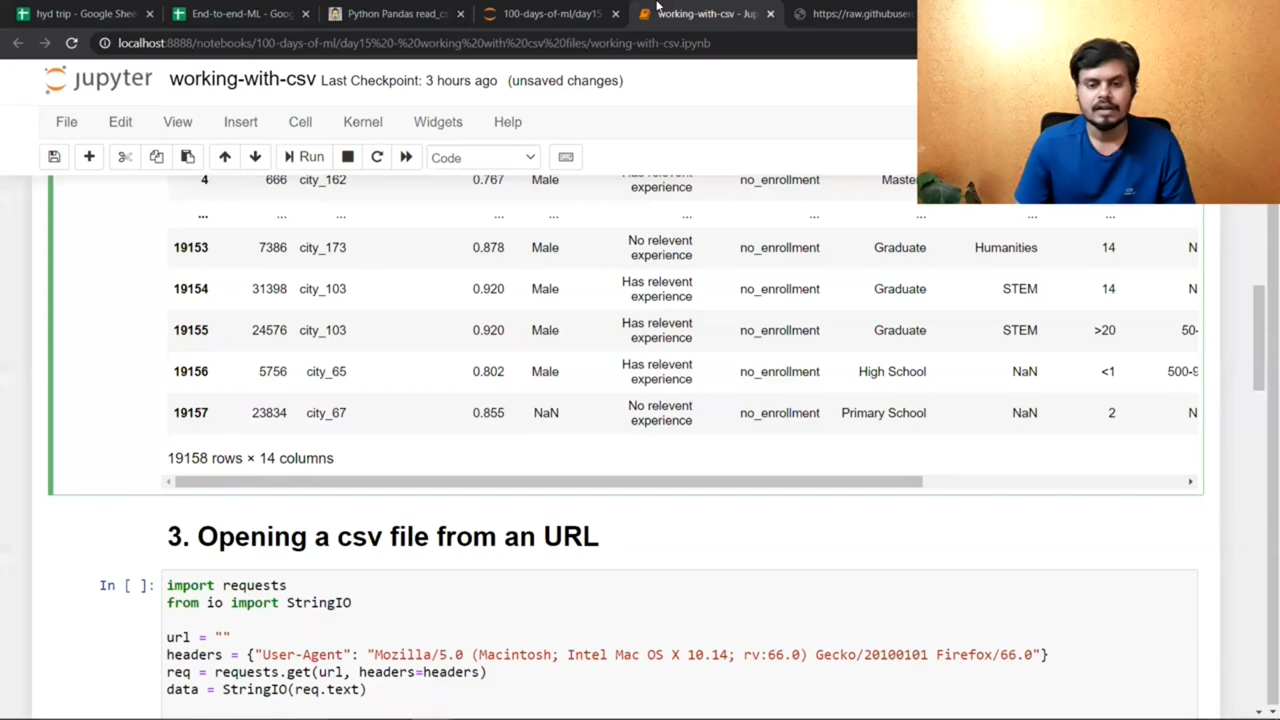 hyd trip - Google Shee
End-to-end-ML - Goog
Python Pandas read_c
100-days-of-ml/day15
working-with-csv - Jup
https://raw.githubuser
localhost:8888/notebooks/100-days-of-ml/day15%20-%20working%20with%20csv%20files/working-with-csv.ipynb
jupyter working-with-csv Last Checkpoint: 3 hours ago (unsaved changes)
File Edit View Insert Cell Kernel Widgets Help
Run Code
4 666 city_162 0.767 Male Has relevent experience no_enrollment Master
... ... ... ... ... ... ... ... ... ...
19153 7386 city_173 0.878 Male No relevent experience no_enrollment Graduate Humanities 14 N
19154 31398 city_103 0.920 Male Has relevent experience no_enrollment Graduate STEM 14 N
19155 24576 city_103 0.920 Male Has relevent experience no_enrollment Graduate STEM >20 50-
19156 5756 city_65 0.802 Male Has relevent experience no_enrollment High School NaN <1 500-9
19157 23834 city_67 0.855 NaN No relevent experience no_enrollment Primary School NaN 2 N
19158 rows × 14 columns
3. Opening a csv file from an URL
In [ ]: import requests
from io import StringIO
url = ""
headers = {"User-Agent": "Mozilla/5.0 (Macintosh; Intel Mac OS X 10.14; rv:66.0) Gecko/20100101 Firefox/66.0"}
req = requests.get(url, headers=headers)
data = StringIO(req.text)